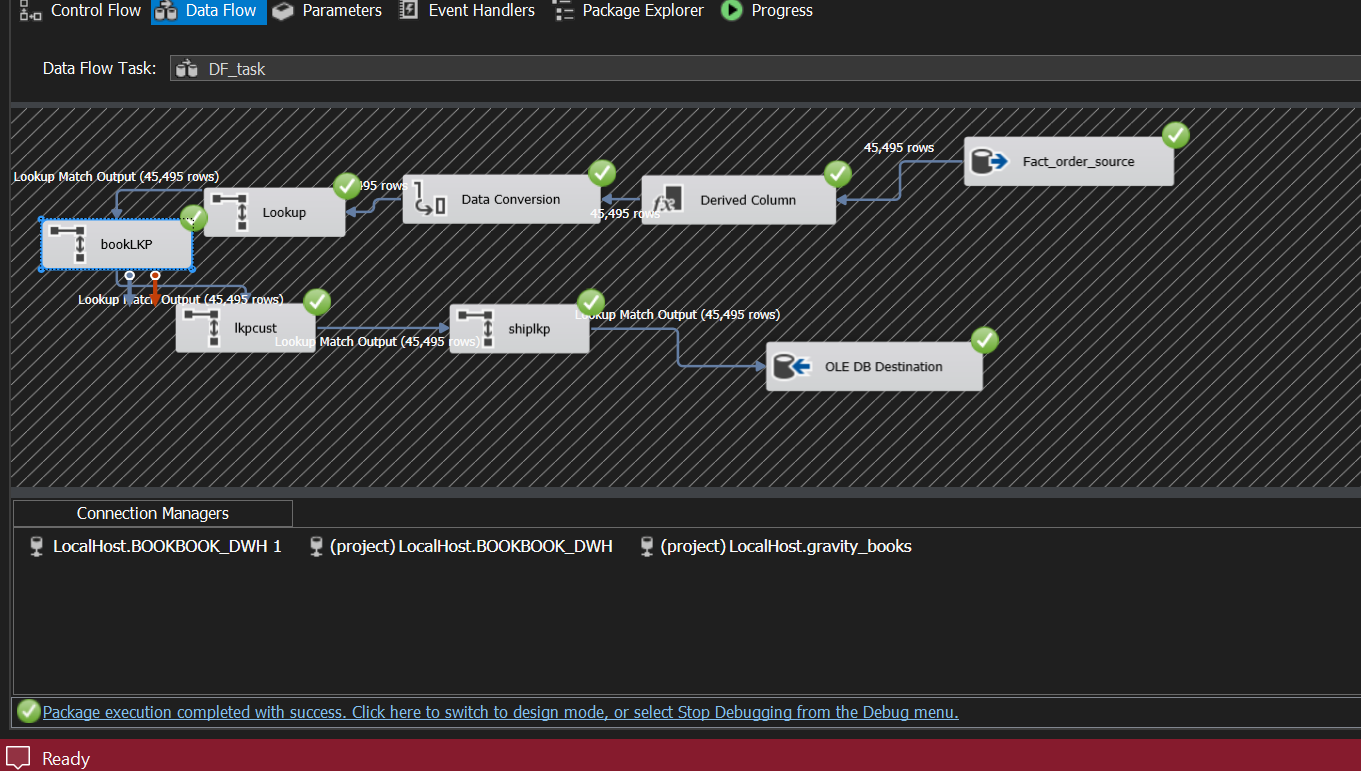 Control Flow Data Flow Parameters Event Handlers Package Explorer Progress
Data Flow Task: DF_task
45,495 rows
Fact_order_source
Lookup Match Output (45,495 rows)
Lookup
495 rows
Data Conversion
45,495 rows
Derived Column
bookLKP
Lookup Match Output (45,495 rows)
lkpcust
Lookup Match Output (45,495 rows)
shiplkp
Lookup Match Output (45,495 rows)
OLE DB Destination
Connection Managers
LocalHost.BOOKBOOK_DWH 1 (project) LocalHost.BOOKBOOK_DWH (project) LocalHost.gravity_books
Package execution completed with success. Click here to switch to design mode, or select Stop Debugging from the Debug menu.
Ready